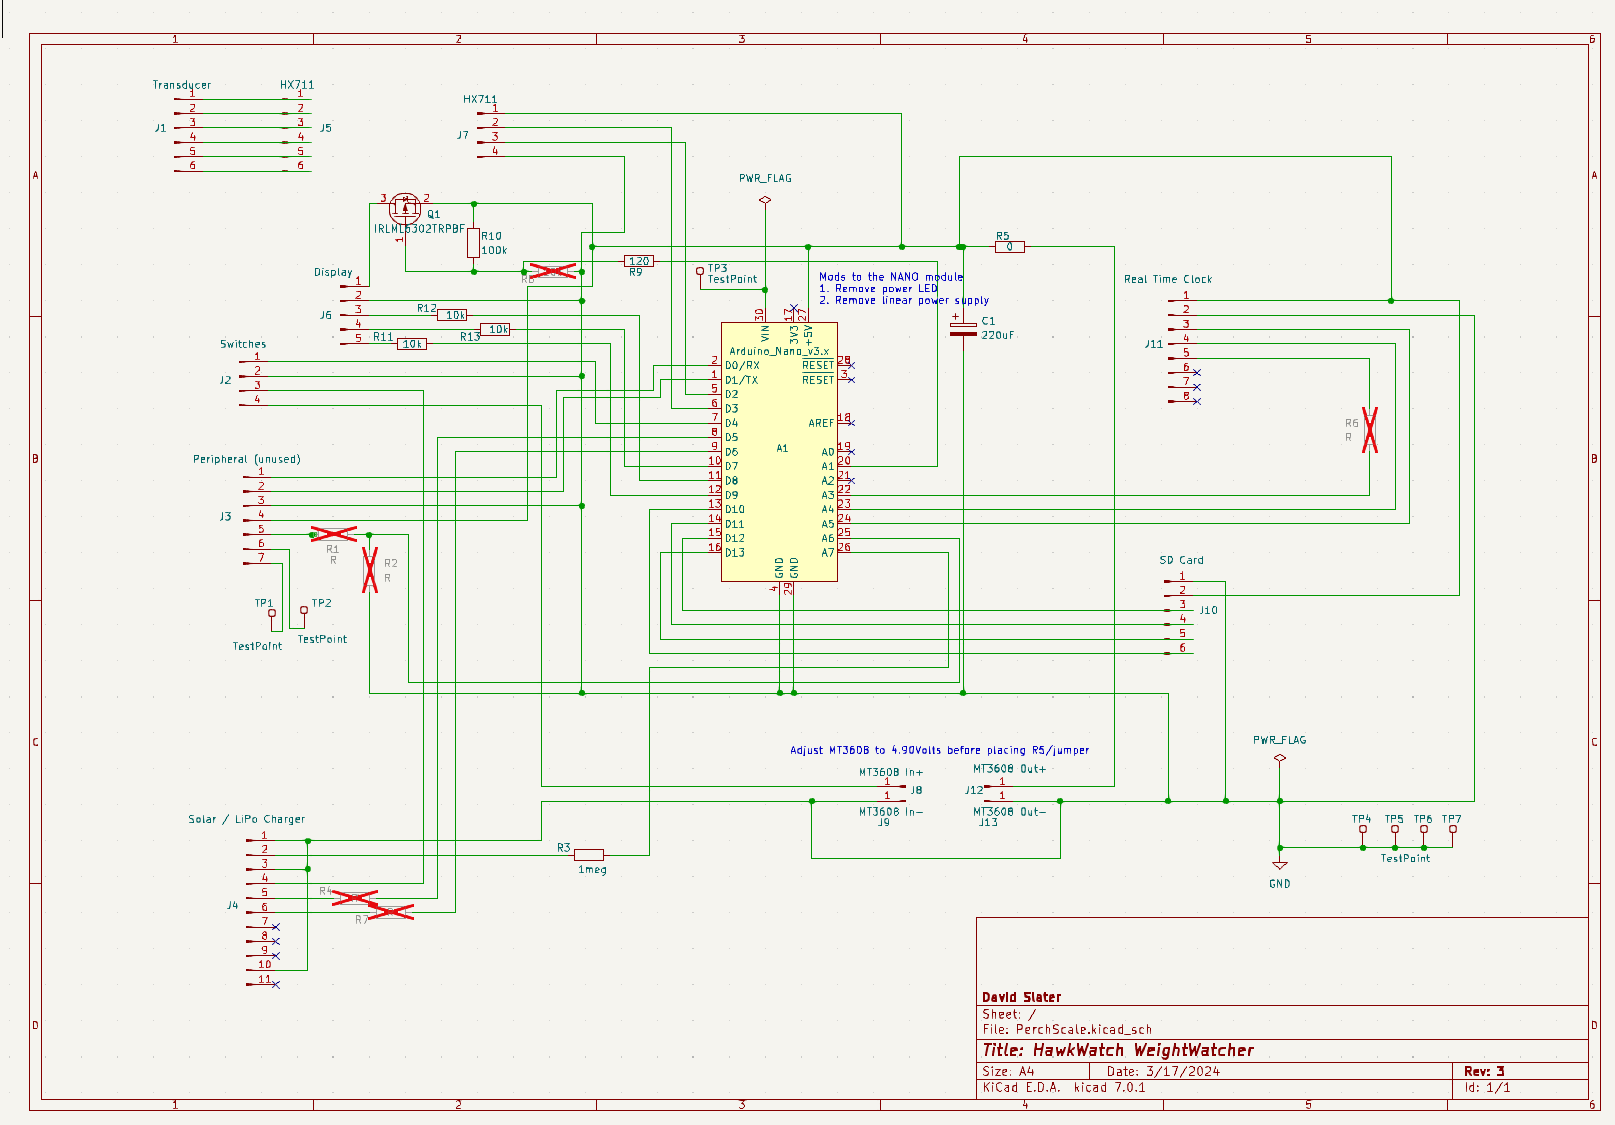 1 2 3 4 5 6
Transducer
HX711
1 1
2 2
3 3
4 4
5 5
6 6
J1
J5
HX711
1
2
3
4
J7
A
A
PWR_FLAG
3
2
1
Q1
IRLML6302TRPBF
R10
100k
R5
0
120
R9
TP3
TestPoint
Mods to the NANO module
1. Remove power LED
2. Remove linear power supply
Display
1
2
3
4
5
J6
R12
10k
R13
10k
R11
10k
Real Time Clock
1
2
3
4
5
6
7
8
J11
C1
220uF
+
Switches
1
2
3
4
J2
30
17
27
VIN
3V3
+5V
Arduino_Nano_v3.x
2 D0/RX
1 D1/TX
5 D2
6 D3
7 D4
8 D5
9 D6
10 D7
11 D8
12 D9
13 D10
14 D11
15 D12
16 D13
RESET 28
RESET 3
AREF 18
A0 19
A1 20
A2 21
A3 22
A4 23
A5 24
A6 25
A7 26
A1
GND
GND
4
29
R6
R
B
B
Peripheral (unused)
1
2
3
4
5
6
7
J3
R1
R
R2
R
TP1
TestPoint
TP2
TestPoint
SD Card
1
2
3
4
5
6
J10
C
C
Adjust MT3608 to 4.90Volts before placing R5/jumper
MT3608 In+
1
J8
1
MT3608 In-
J9
MT3608 Out+
J12
1
1
MT3608 Out-
J13
PWR_FLAG
GND
TP4 TP5 TP6 TP7
TestPoint
Solar / LiPo Charger
1
2
3
4
5
6
7
8
9
10
11
J4
R3
1meg
R4
R7
D
D
David Slater
Sheet: /
File: PerchScale.kicad_sch
Title: HawkWatch WeightWatcher
Size: A4
Date: 3/17/2024
Rev: 3
KiCad E.D.A. kicad 7.0.1
Id: 1/1
1 2 3 4 5 6